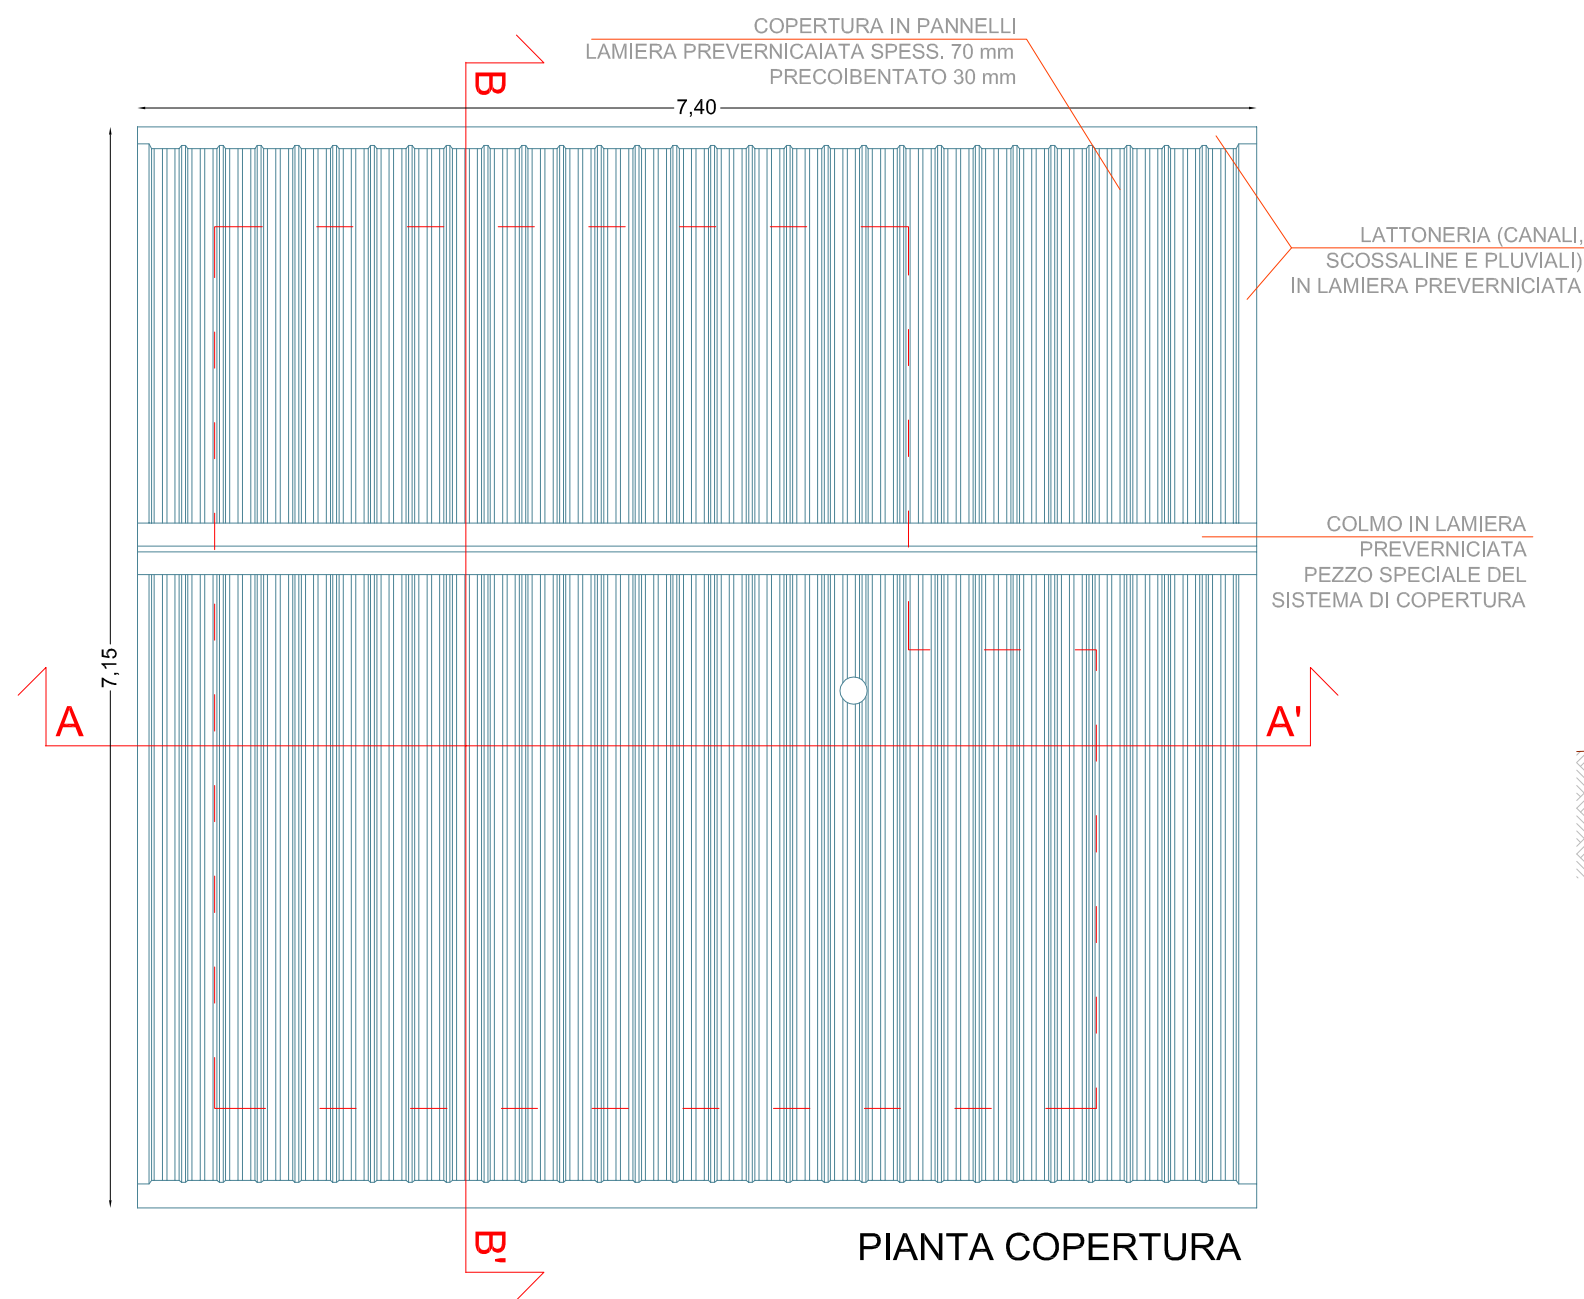 COPERTURA IN PANNELLI
LAMIERA PREVERNICAIATA SPESS. 70 mm
PRECOIBENTATO 30 mm
B
7,40
LATTONERIA (CANALI,
SCOSSALINE E PLUVIALI)
IN LAMIERA PREVERNICIATA
COLMO IN LAMIERA
PREVERNICIATA
PEZZO SPECIALE DEL
SISTEMA DI COPERTURA
7,15
A
A'
B'
PIANTA COPERTURA